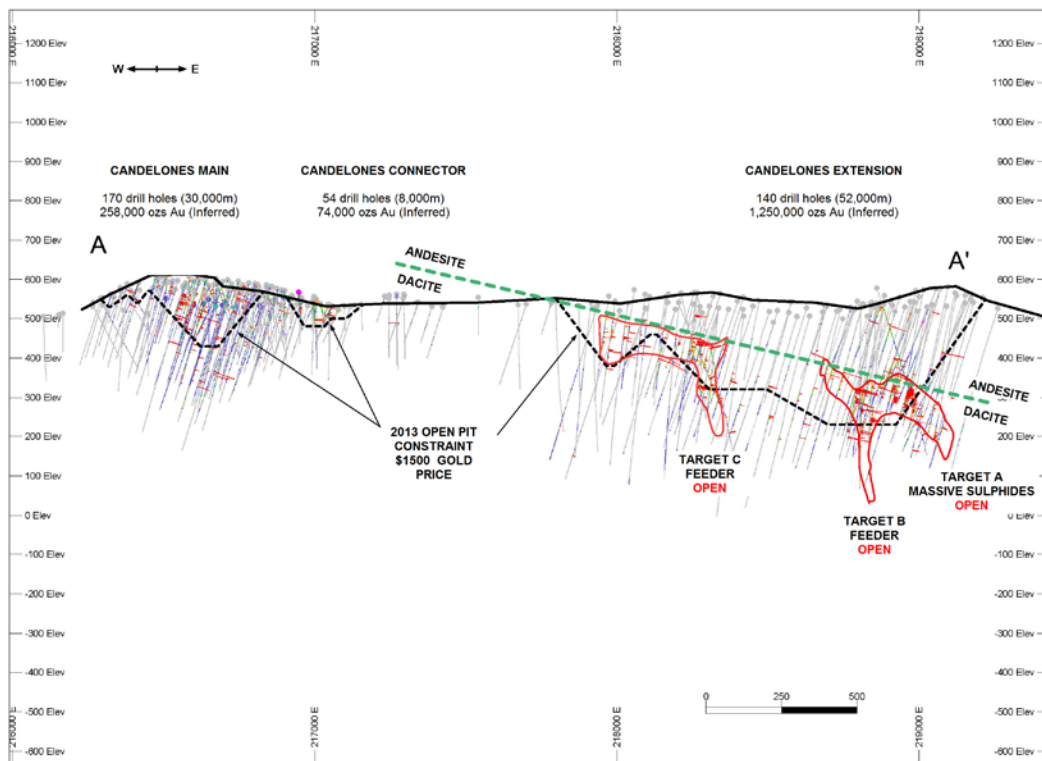 216000 E
217000 E
218000 E
219000 E
1200 Elev
1200 Elev
W E
1100 Elev
1100 Elev
1000 Elev
1000 Elev
900 Elev
900 Elev
CANDELONES MAIN
CANDELONES CONNECTOR
CANDELONES EXTENSION
800 Elev
800 Elev
170 drill holes (30,000m)
54 drill holes (8,000m)
140 drill holes (52,000m)
258,000 ozs Au (Inferred)
74,000 ozs Au (Inferred)
1,250,000 ozs Au (Inferred)
700 Elev
700 Elev
A
ANDESITE
A'
DACITE
600 Elev
600 Elev
500 Elev
500 Elev
400 Elev
400 Elev
ANDESITE
300 Elev
300 Elev
DACITE
200 Elev
200 Elev
2013 OPEN PIT
CONSTRAINT
$1500 GOLD
PRICE
TARGET C
FEEDER
OPEN
TARGET A
MASSIVE SULPHIDES
OPEN
100 Elev
100 Elev
0 Elev
0 Elev
TARGET B
FEEDER
OPEN
-100 Elev
-100 Elev
-200 Elev
-200 Elev
-300 Elev
-300 Elev
-400 Elev
-400 Elev
0 250 500
-500 Elev
-500 Elev
-600 Elev
-600 Elev
216000 E
217000 E
218000 E
219000 E